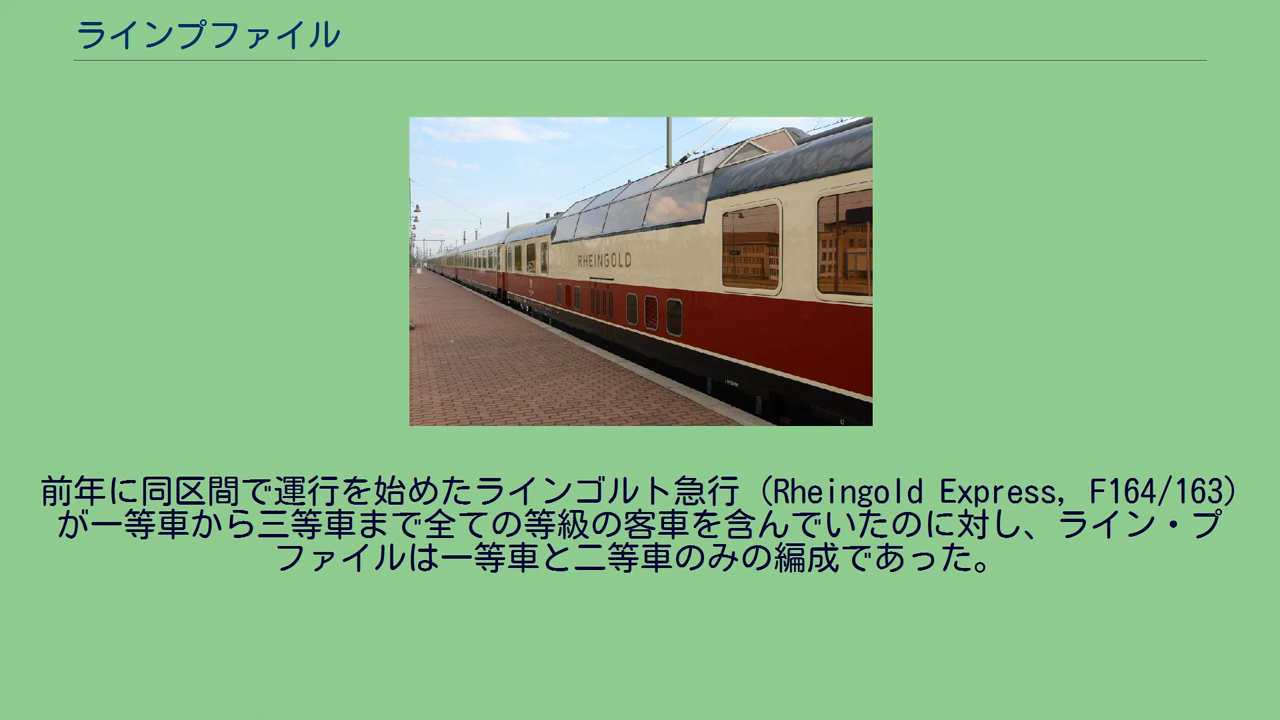 ラインプファイル
RHEINGOLD
前年に同区間で運行を始めたラインゴルト急行（Rheingold Express, F164/163）
が一等車から三等車まで全ての等級の客車を含んでいたのに対し、ライン・プ
ファイルは一等車と二等車のみの編成であった。